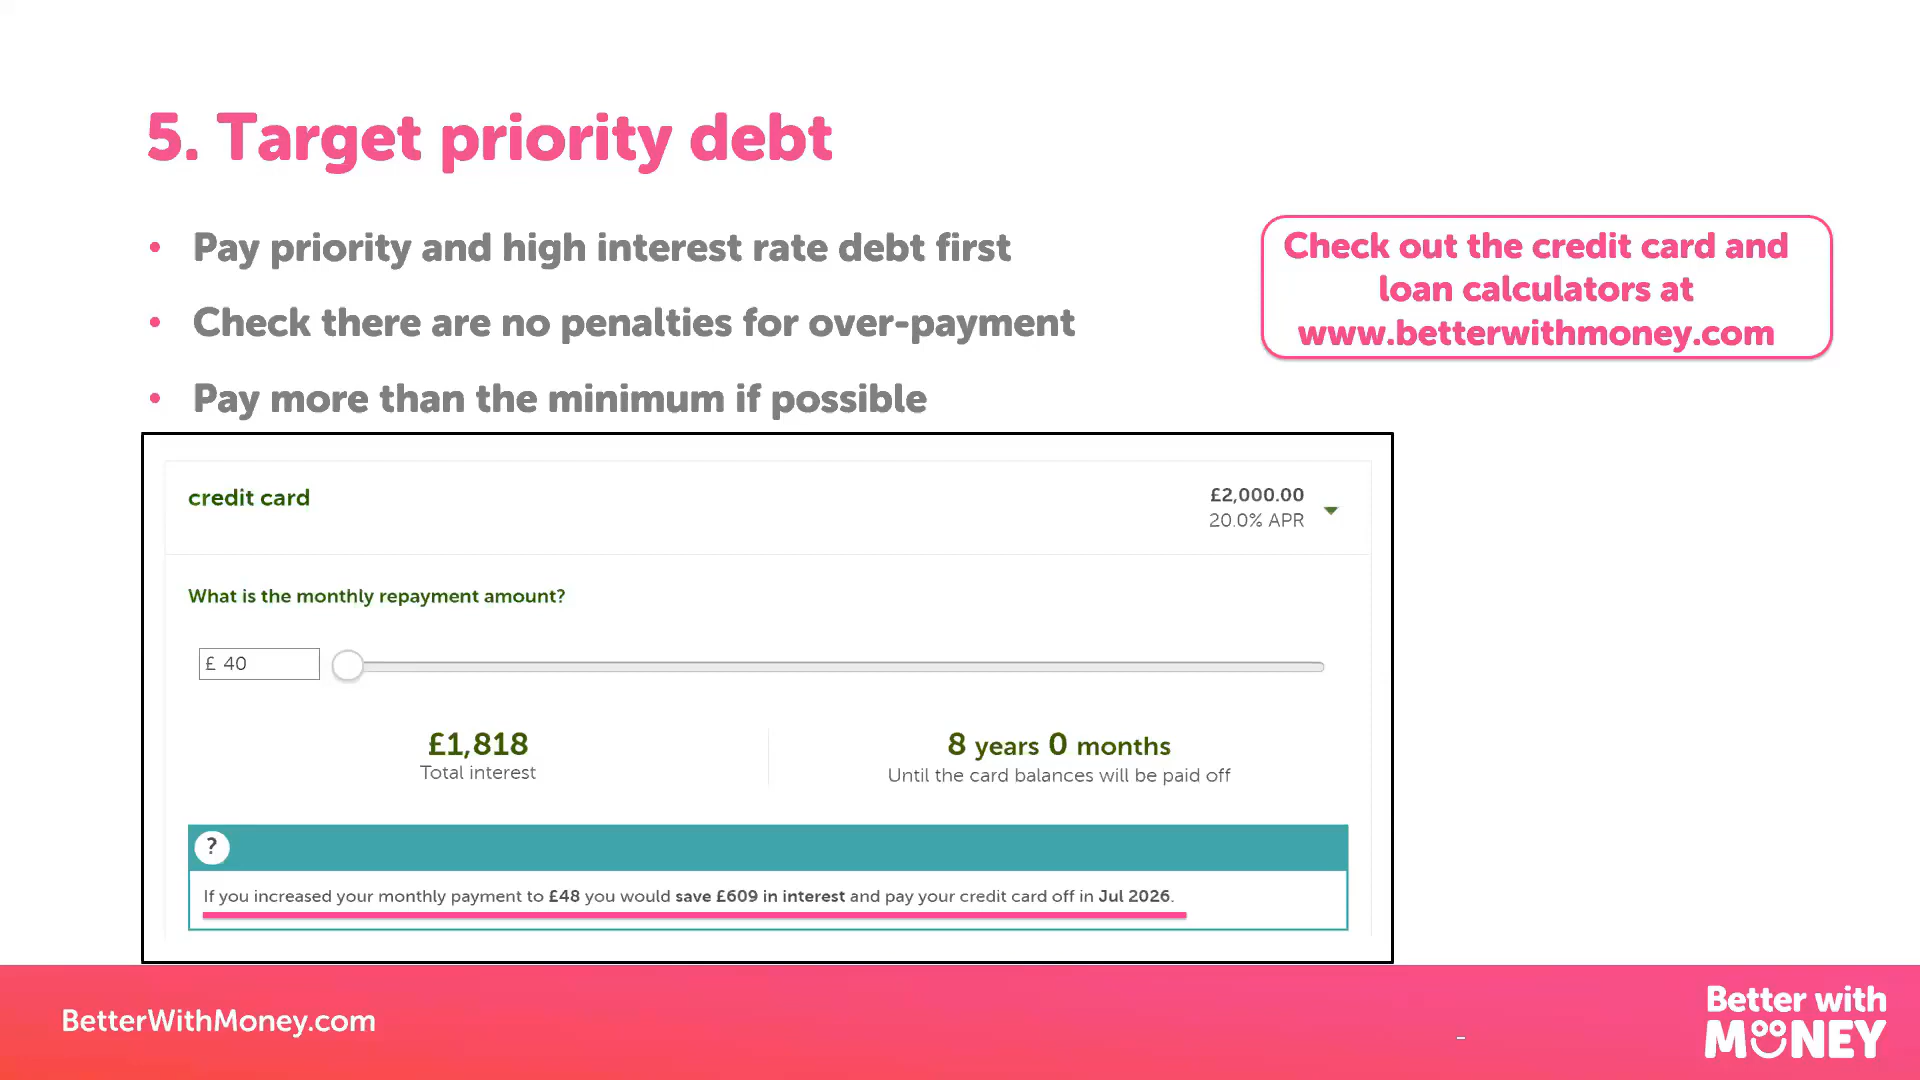 5. Target priority debt
• Pay priority and high interest rate debt first
• Check there are no penalties for over-payment
• Pay more than the minimum if possible
Check out the credit card and
loan calculators at
www.betterwithmoney.com
credit card
£2,000.00
20.0% APR
What is the monthly repayment amount?
£ 40
£1,818
Total interest
8 years 0 months
Until the card balances will be paid off
?
If you increased your monthly payment to £48 you would save £609 in interest and pay your credit card off in Jul 2026.
BetterWithMoney.com
-
Better with
MONEY